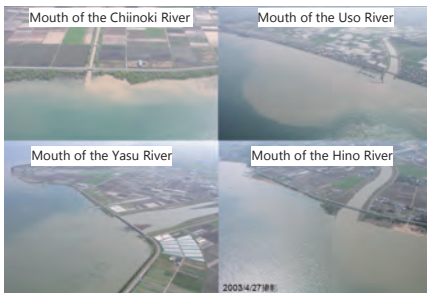 Mouth of the Chiinoki River
Mouth of the Uso River
Mouth of the Yasu River
Mouth of the Hino River
2003/4/27